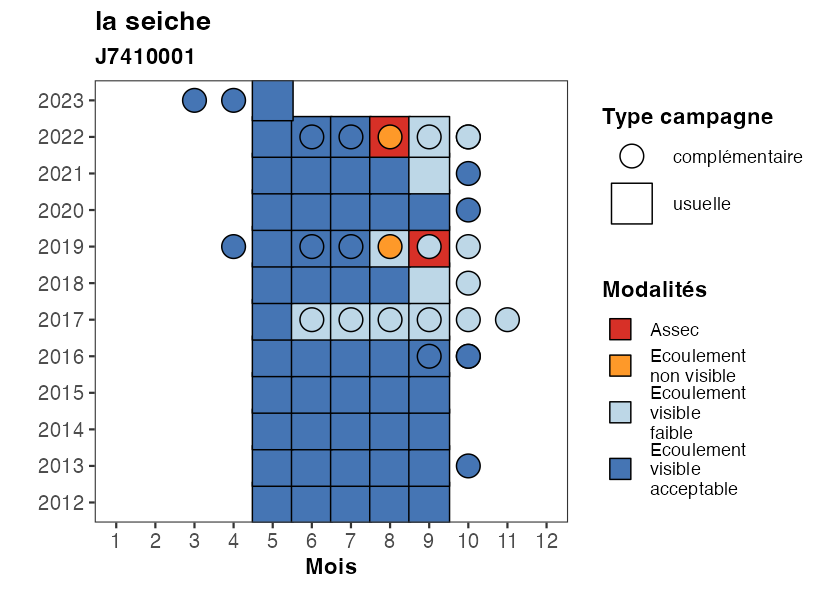 la seiche
J7410001
2023
2022
2021
2020
2019
2018
2017
2016
2015
2014
2013
2012
1 2 3 4 5 6 7 8 9 10 11 12
Mois
Type campagne
complémentaire
usuelle
Modalités
Assec
Ecoulement
non visible
Ecoulement
visible
faible
Ecoulement
visible
acceptable